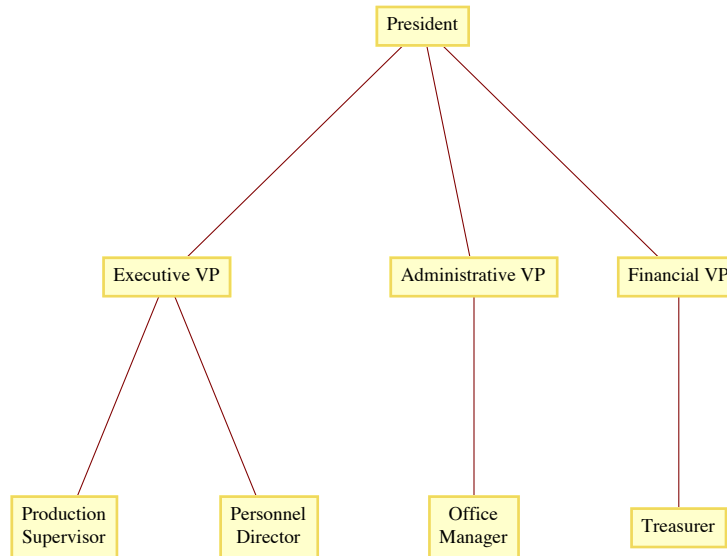 President
Executive VP
Administrative VP
Financial VP
Production
Supervisor
Personnel
Director
Office
Manager
Treasurer